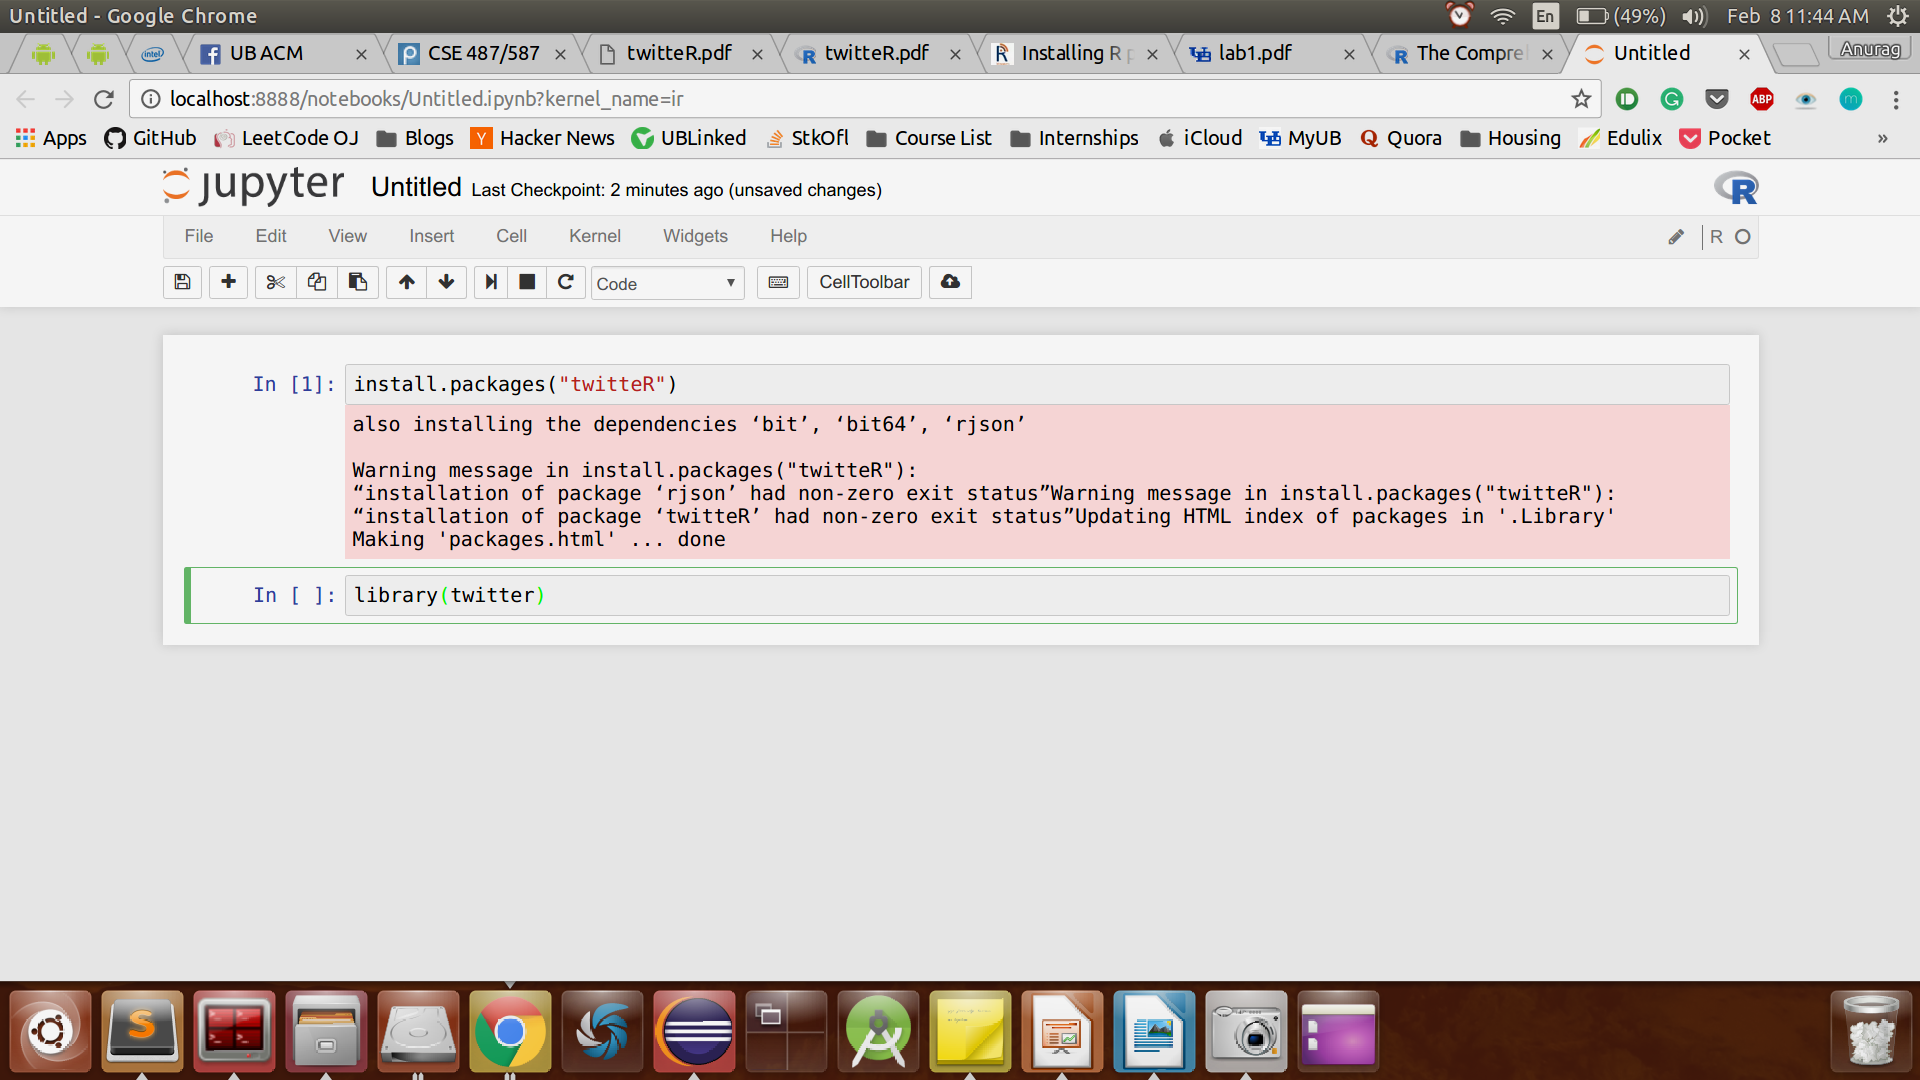 Untitled - Google Chrome
En (49%) Feb 8 11:44 AM
intel UB ACM CSE 487/587 twitteR.pdf twitteR.pdf Installing R p lab1.pdf The Compre Untitled Anurag
localhost:8888/notebooks/Untitled.ipynb?kernel_name=ir ABP m
Apps GitHub LeetCode OJ Blogs Hacker News UBLinked StkOfl Course List Internships iCloud MyUB Quora Housing Edulix Pocket »
jupyter Untitled Last Checkpoint: 2 minutes ago (unsaved changes) R
File Edit View Insert Cell Kernel Widgets Help R
Code CellToolbar
In [1]: install.packages("twitteR")
also installing the dependencies ‘bit’, ‘bit64’, ‘rjson’
Warning message in install.packages("twitteR"):
“installation of package ‘rjson’ had non-zero exit status”Warning message in install.packages("twitteR"):
“installation of package ‘twitteR’ had non-zero exit status”Updating HTML index of packages in '.Library'
Making 'packages.html' ... done
In [ ]: library(twitter)